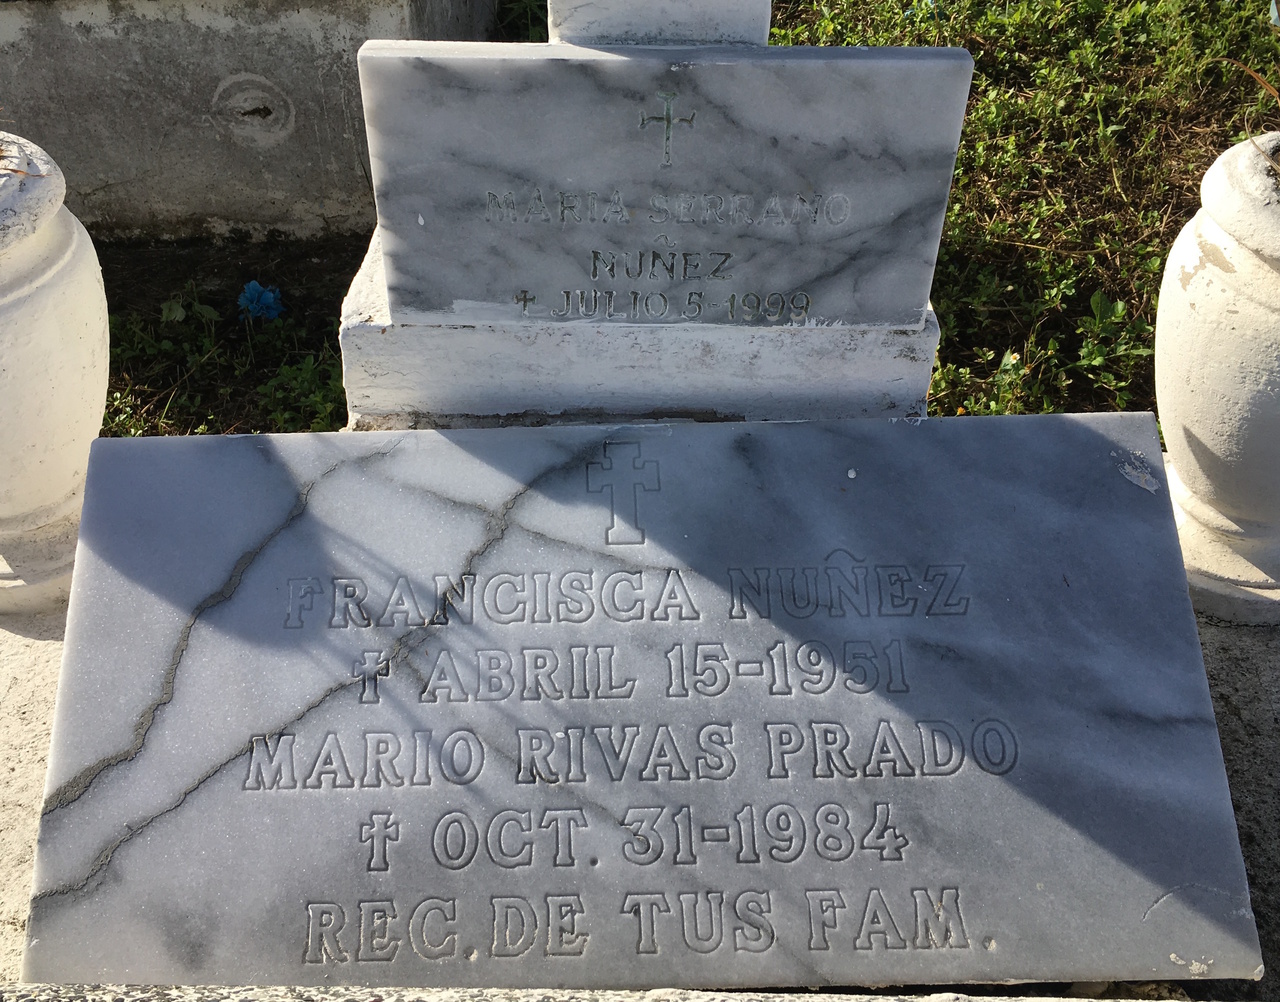 MARIA SERRANO
NUÑEZ
✝ JULIO 5-1999
FRANCISCA NUÑEZ
✝ ABRIL 15-1951
MARIO RIVAS PRADO
✝ OCT. 31-1984
REC. DE TUS FAM.